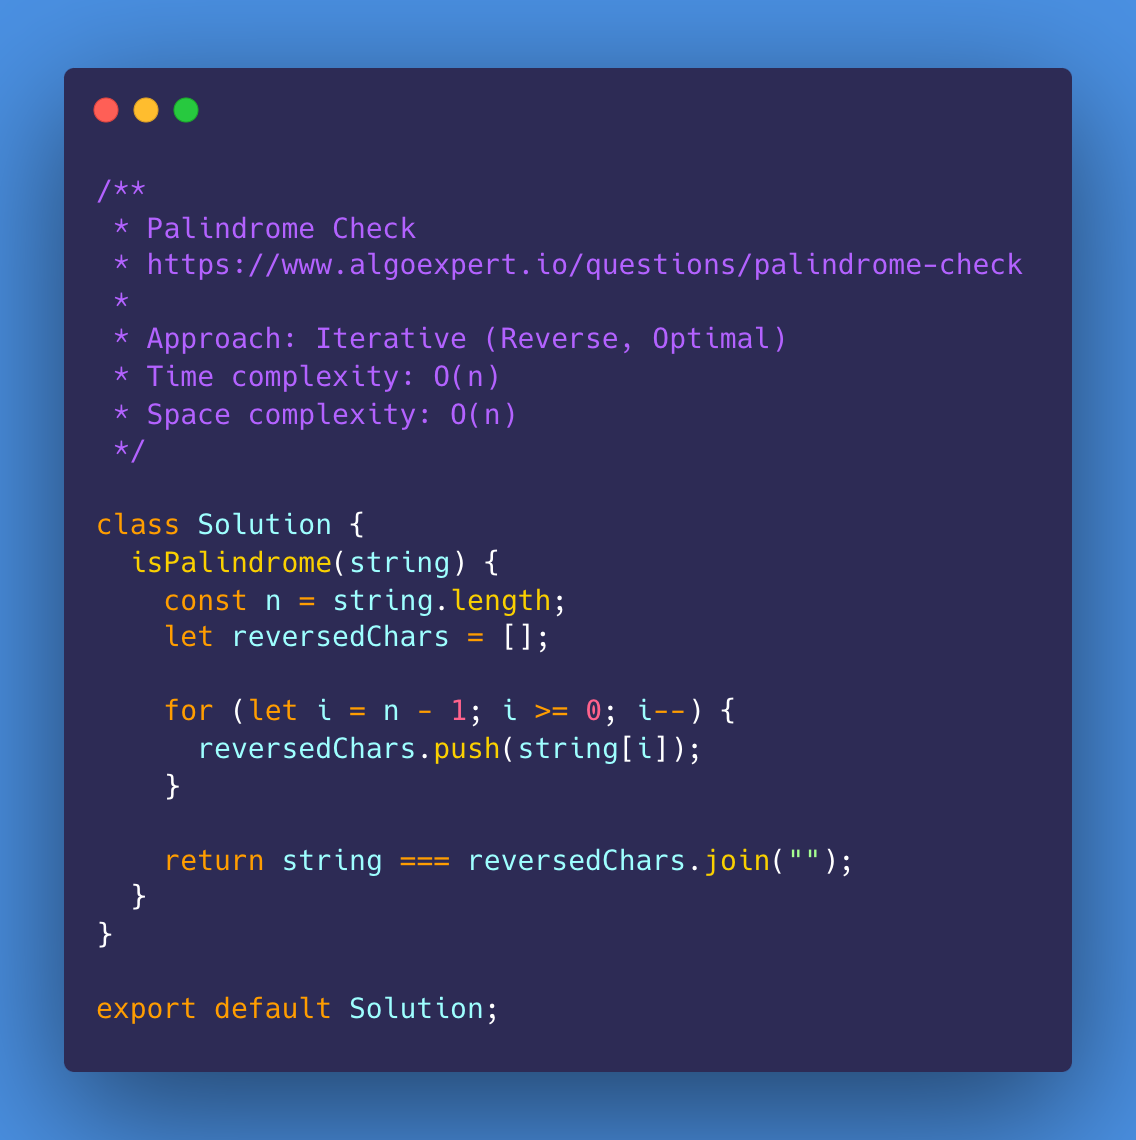 /**
 * Palindrome Check
 * https://www.algoexpert.io/questions/palindrome-check
 *
 * Approach: Iterative (Reverse, Optimal)
 * Time complexity: O(n)
 * Space complexity: O(n)
 */

class Solution {
  isPalindrome(string) {
    const n = string.length;
    let reversedChars = [];

    for (let i = n - 1; i >= 0; i--) {
      reversedChars.push(string[i]);
    }

    return string === reversedChars.join("");
  }
}

export default Solution;